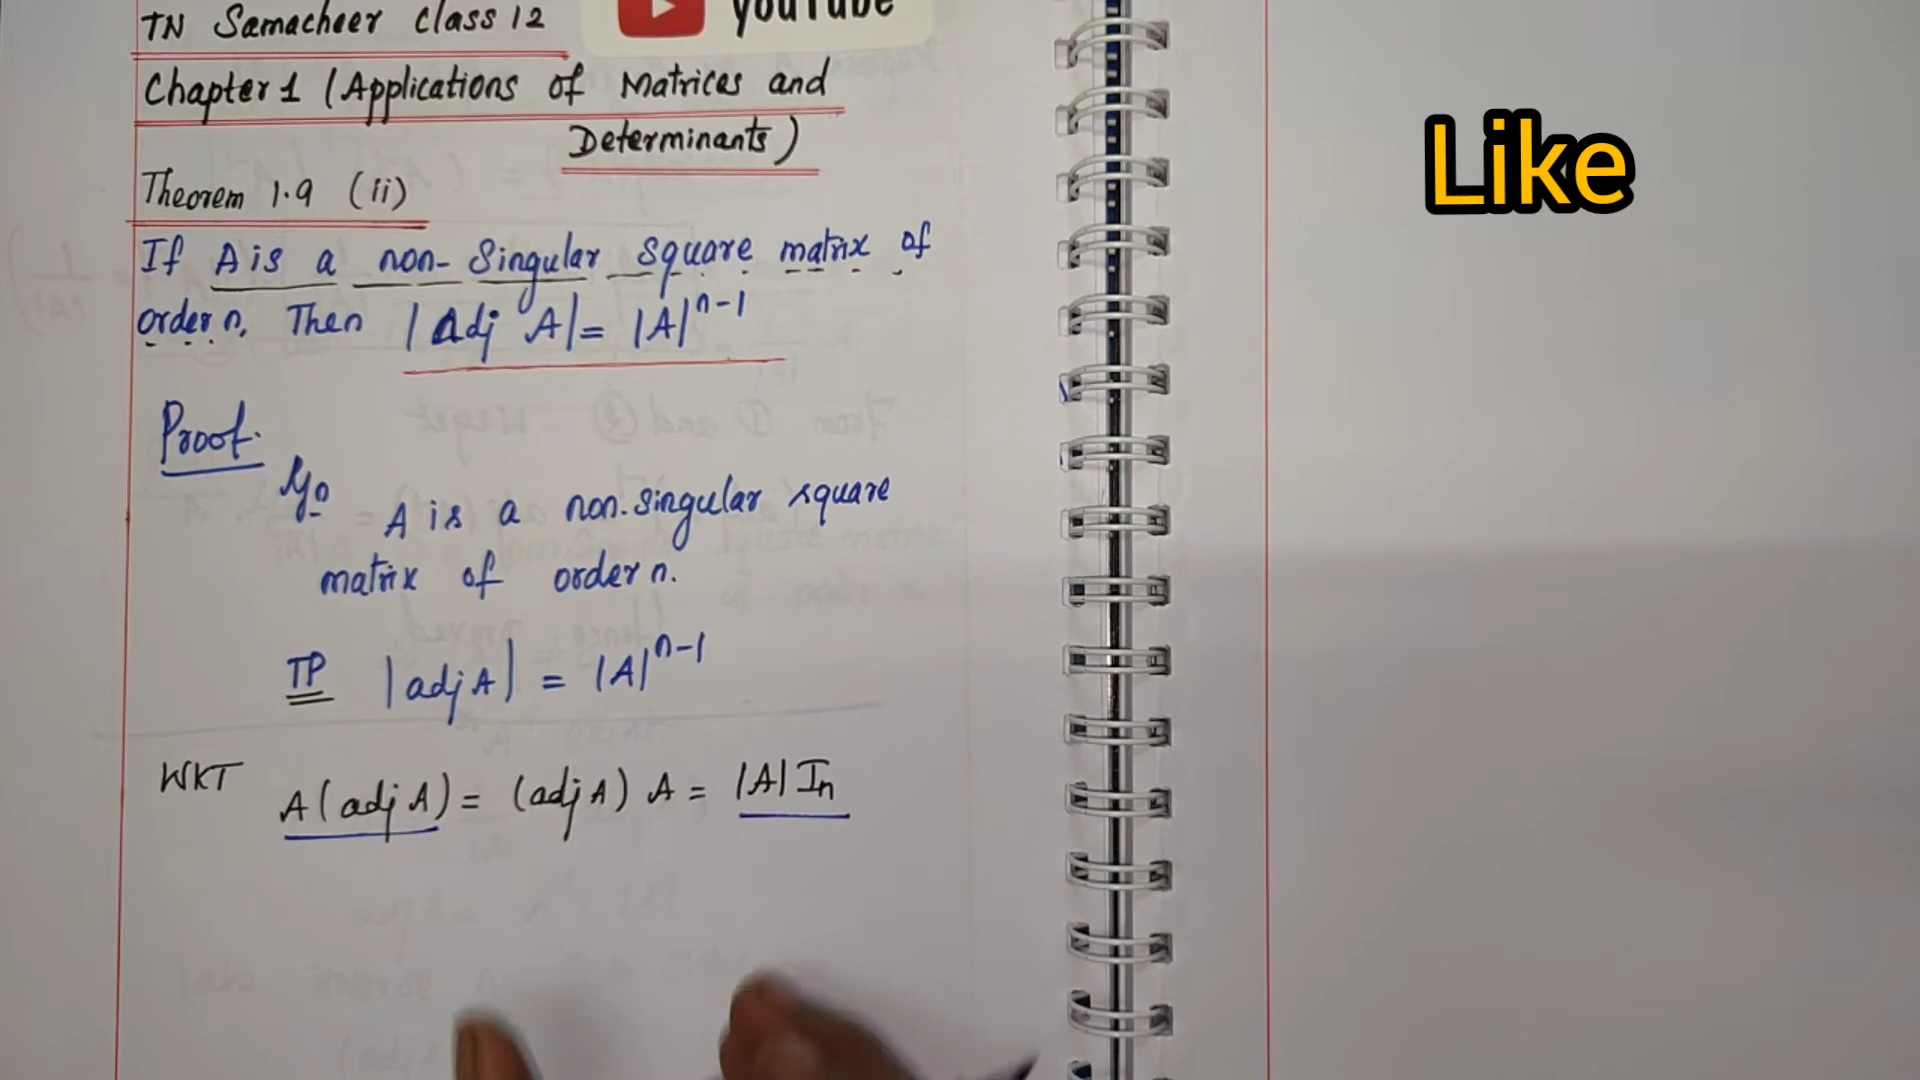 TN Samacheer Class 12
YouTube
Chapter 1 (Applications of Matrices and
Determinants)
Like
Theorem 1.9 (ii)
If A is a non-Singular square matrix of
order n, Then |Adj A| = |A|ⁿ⁻¹
Proof.
A is a non-singular square
matrix of order n.
TP |adj A| = |A|ⁿ⁻¹
WKT A(adj A) = (adj A) A = |A| Iₙ